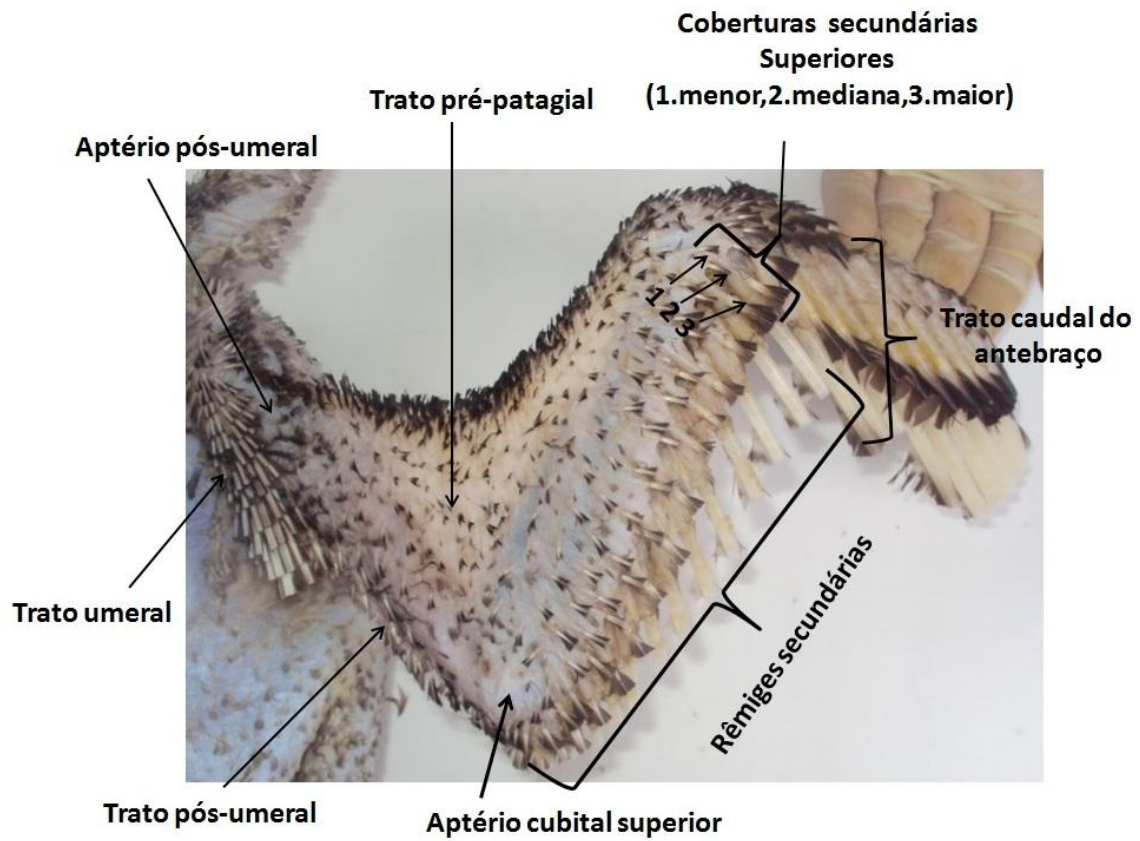 Coberturas secundárias
Superiores
(1.menor,2.mediana,3.maior)
Trato pré-patagial
Aptério pós-umeral
1 2 3
Trato caudal do
antebraço
Trato umeral
Rêmiges secundárias
Trato pós-umeral
Aptério cubital superior